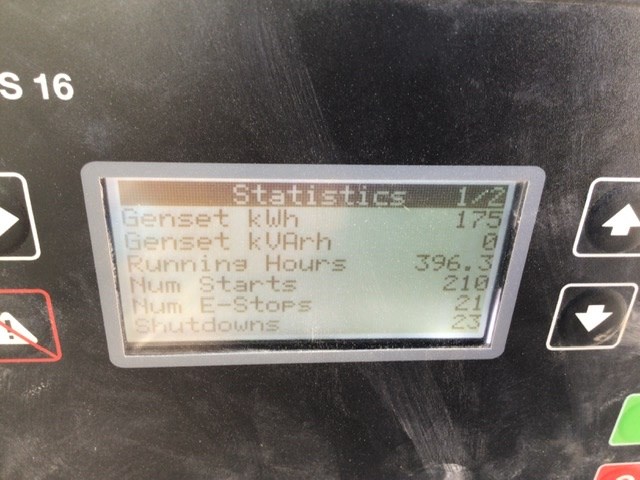 S 16
Statistics 1/2
Genset kWh 175
Genset kVArh 0
Running Hours 396.3
Num Starts 210
Num E-Stops 21
Shutdowns 23